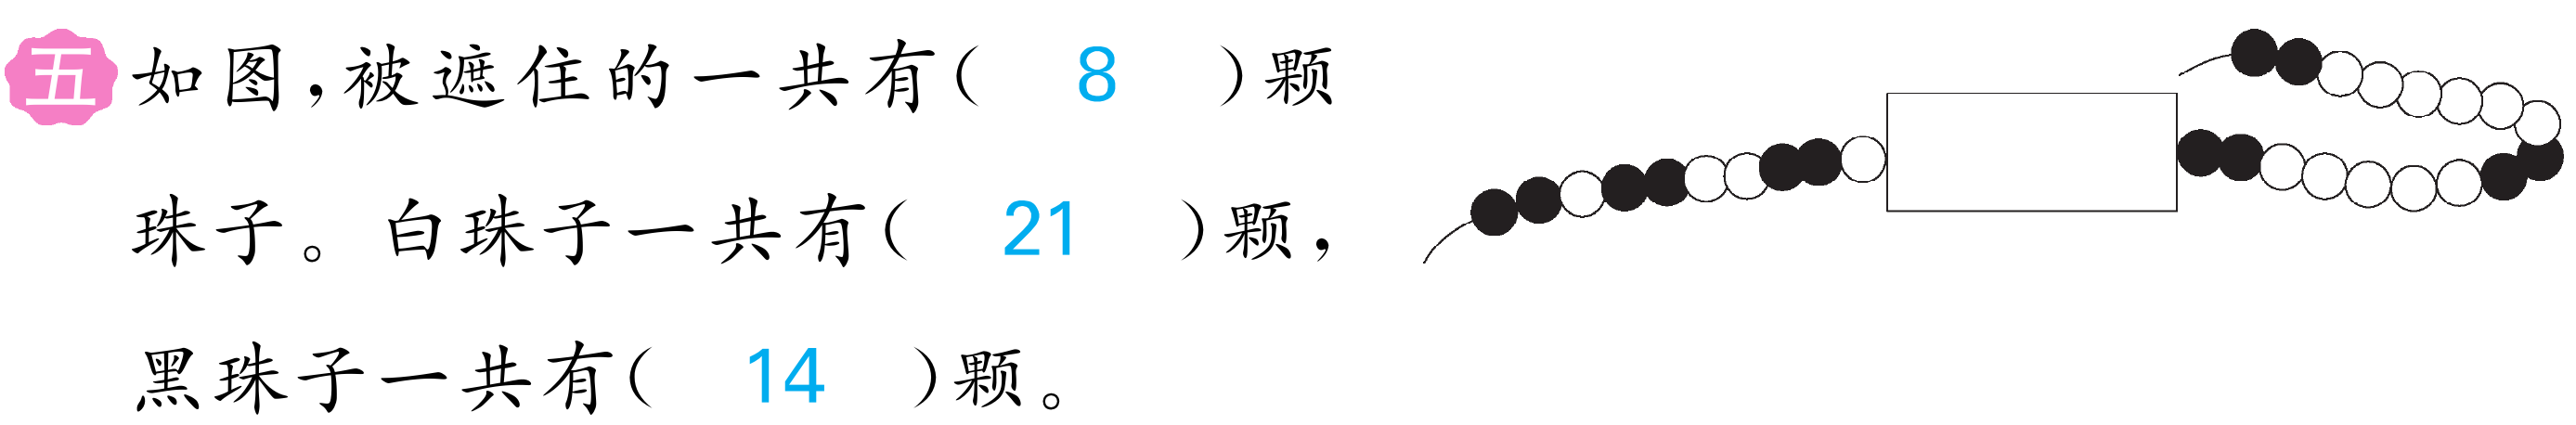 五 如图,被遮住的一共有( 8 )颗
珠子。白珠子一共有( 21 )颗,
黑珠子一共有( 14 )颗。